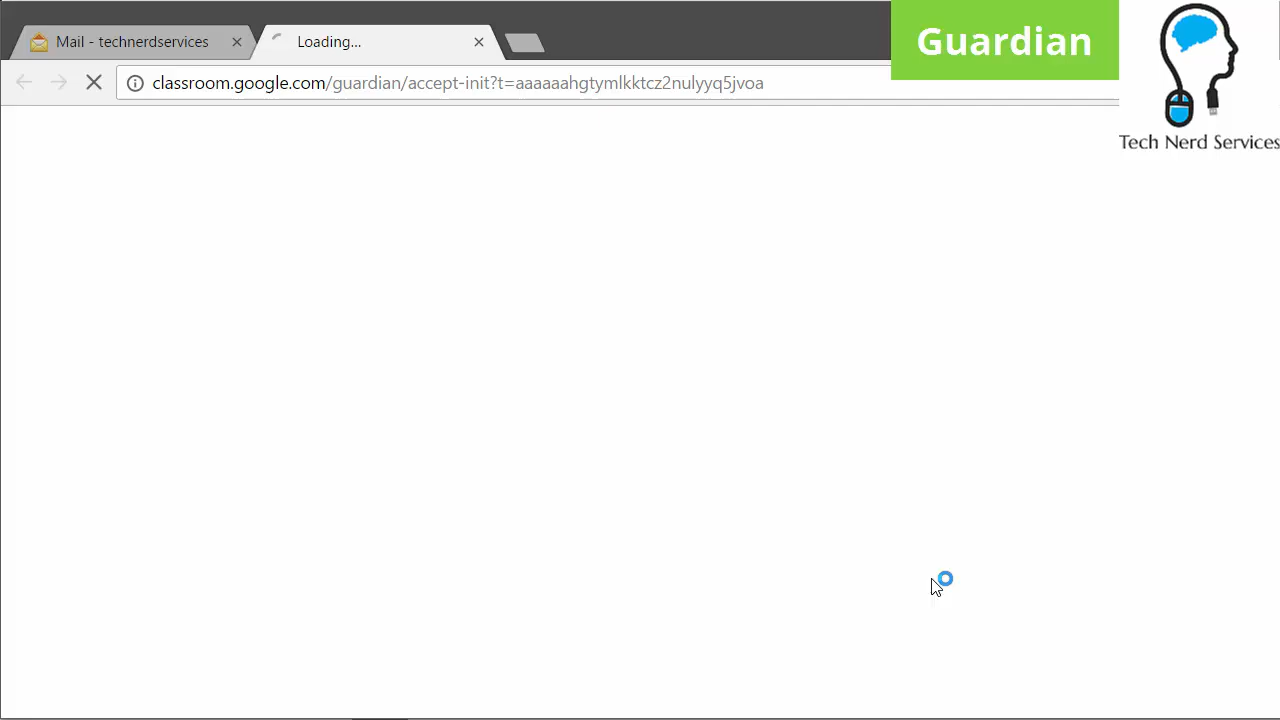 Mail - technerdservices
Loading...
Guardian
classroom.google.com/guardian/accept-init?t=aaaaaahgtymlkktcz2nulyyq5jvoa
Tech Nerd Services